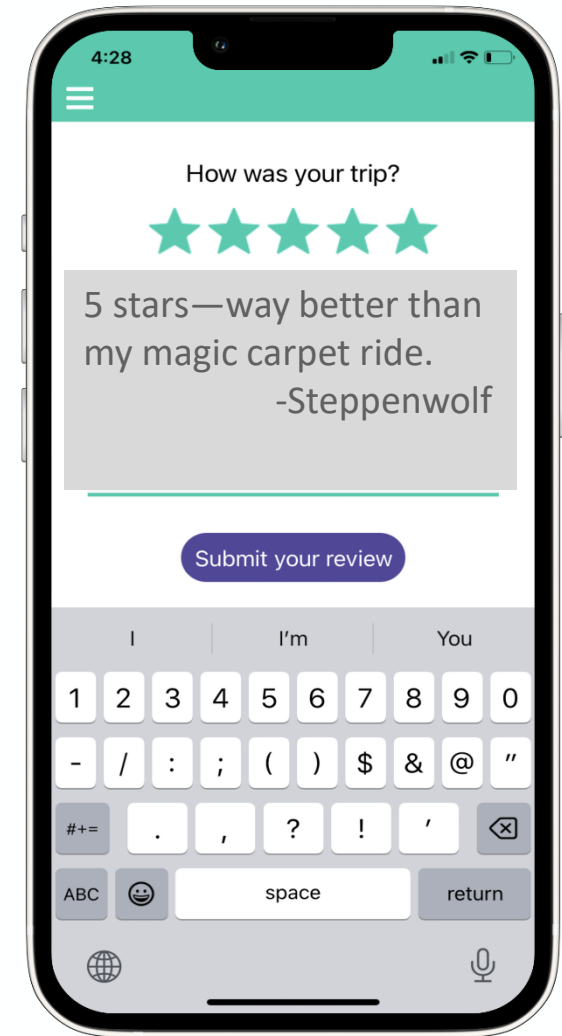 4:28
How was your trip?
5 stars—way better than
my magic carpet ride.
-Steppenwolf
Submit your review
I I'm You
1 2 3 4 5 6 7 8 9 0
- / : ; ( ) $ & @ "
#+= . , ? ! '
ABC space return